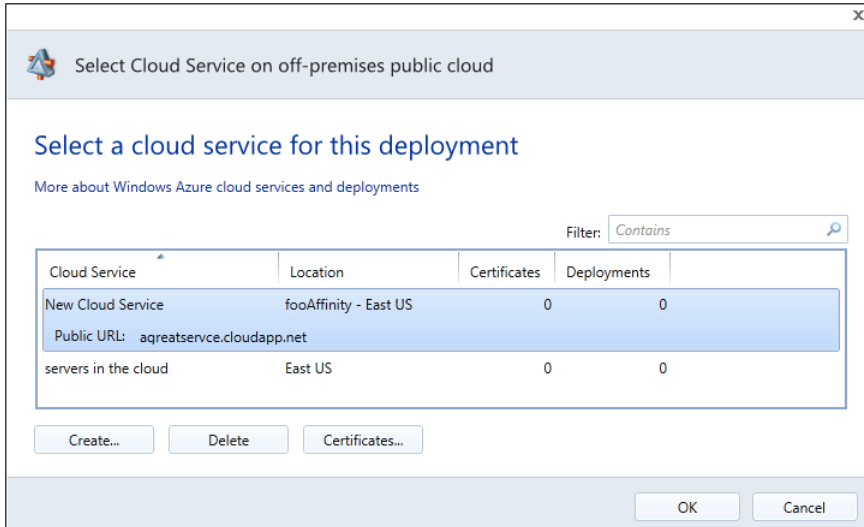 x
Select Cloud Service on off-premises public cloud
Select a cloud service for this deployment
More about Windows Azure cloud services and deployments
Filter: Contains
Cloud Service Location Certificates Deployments
New Cloud Service fooAffinity - East US 0 0
Public URL: agreatservce.cloudapp.net
servers in the cloud East US 0 0
Create... Delete Certificates...
OK Cancel